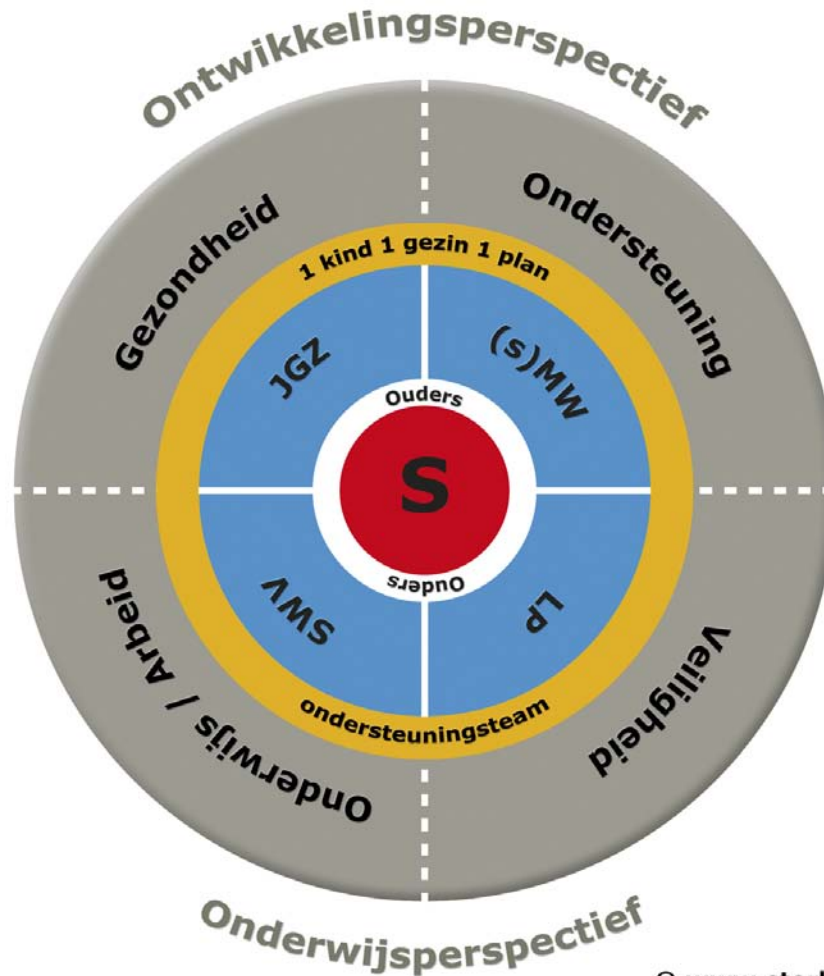 Ontwikkelingsperspectief
Gezondheid
Ondersteuning
1 kind 1 gezin 1 plan
JGZ
(s)MW
Ouders
S
Ouders
SWV
LP
ondersteuningsteam
Onderwijs / Arbeid
Veiligheid
Onderwijsperspectief